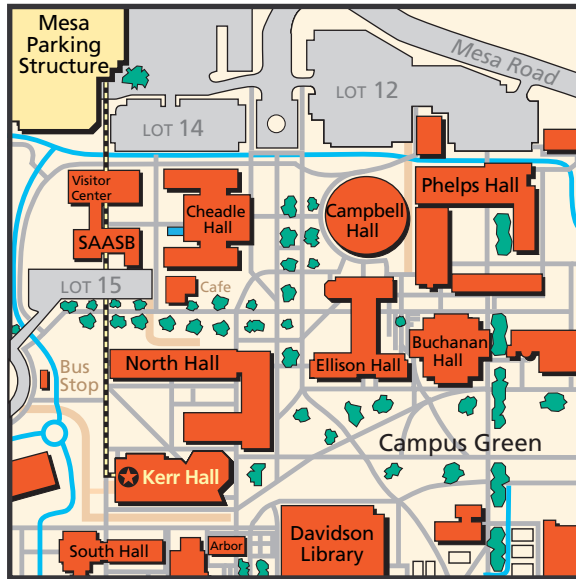 Mesa
Parking
Structure
Mesa Road
LOT 12
LOT 14
Visitor
Center
Cheadle
Hall
Campbell
Hall
Phelps Hall
SAASB
LOT 15
Cafe
Bus
Stop
North Hall
Ellison Hall
Buchanan
Hall
Campus Green
Kerr Hall
South Hall
Arbor
Davidson
Library